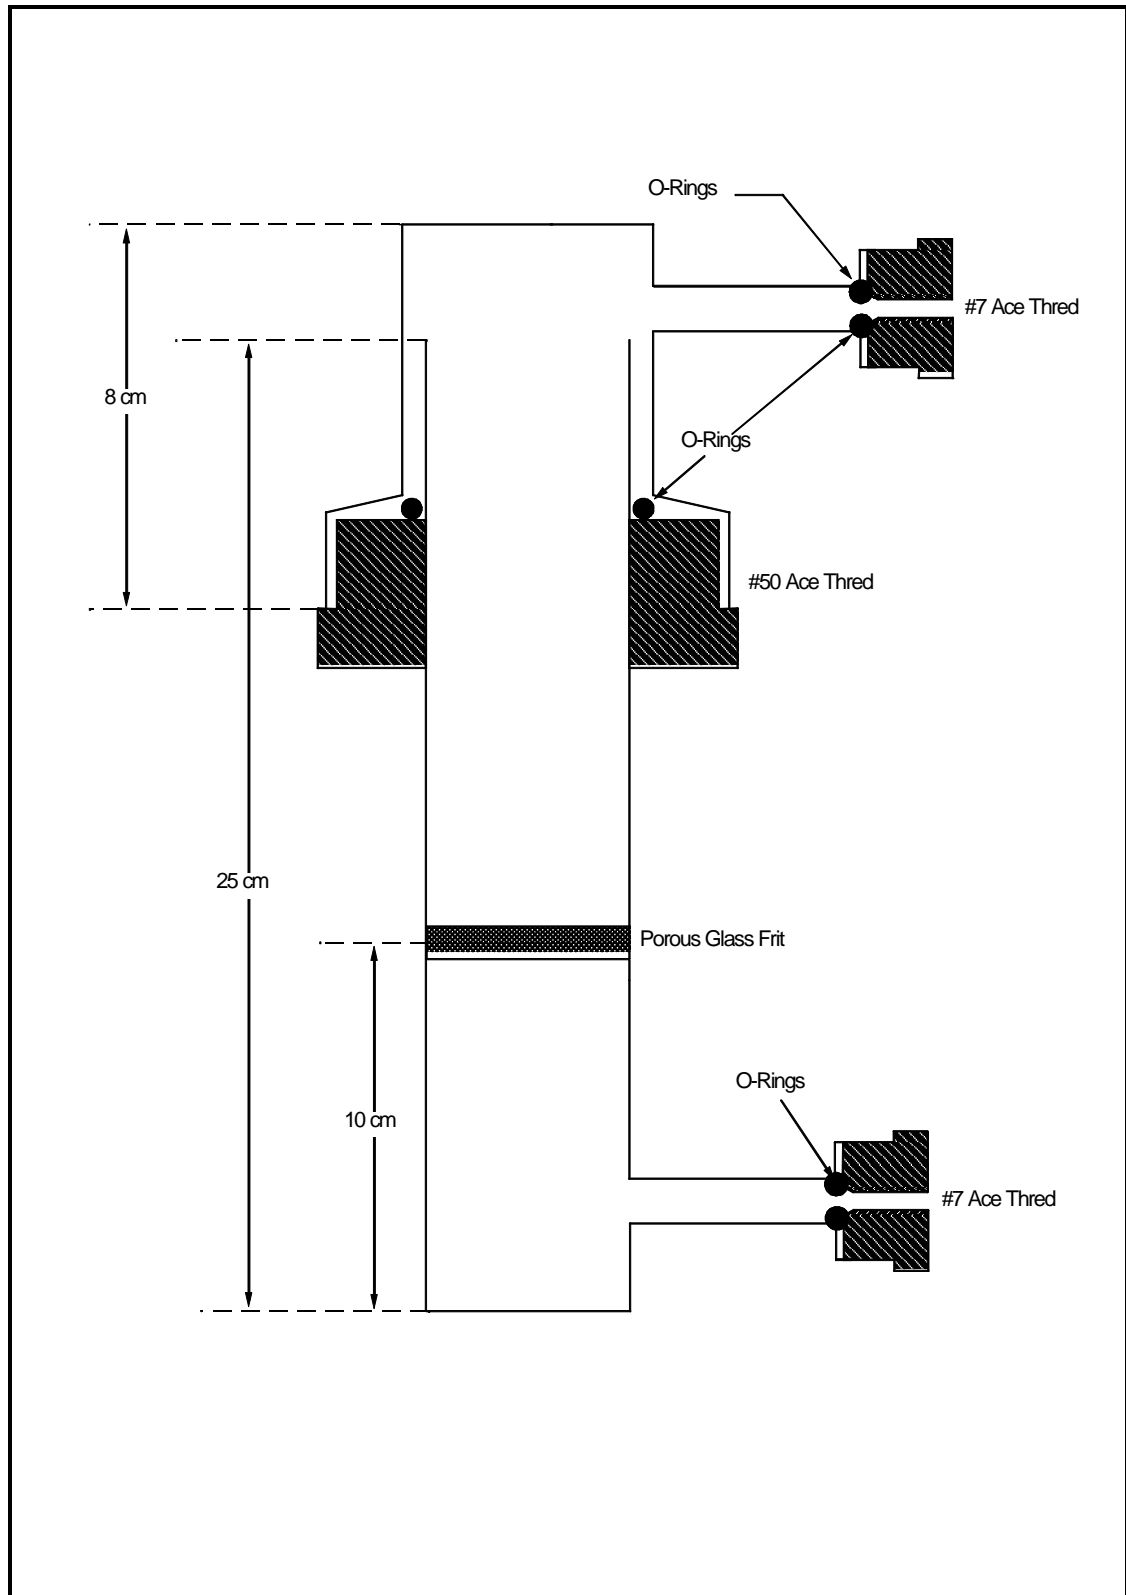 O-Rings
#7 Ace Thred
8 cm
O-Rings
#50 Ace Thred
25 cm
Porous Glass Frit
O-Rings
10 cm
#7 Ace Thred